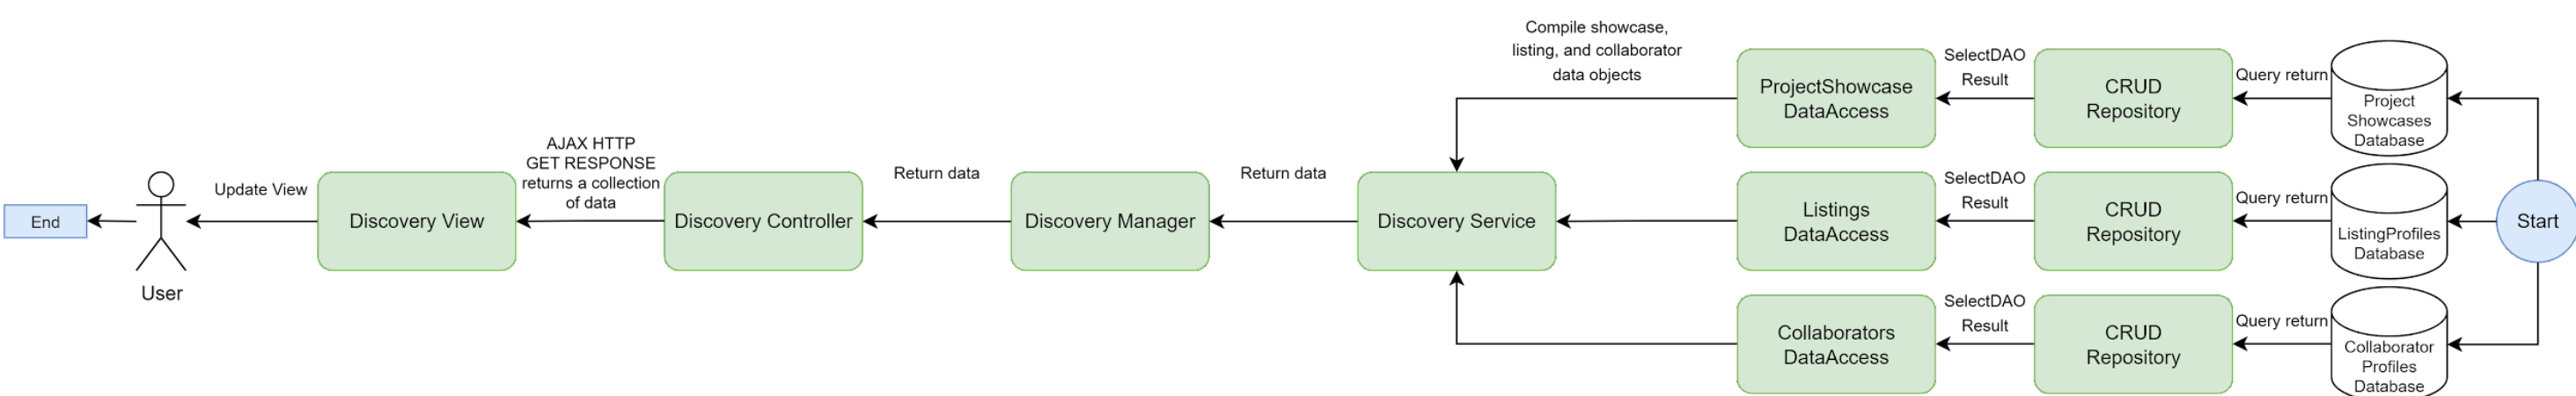 Compile showcase,
listing, and collaborator
data objects
ProjectShowcase
DataAccess
SelectDAO
Result
CRUD
Repository
Query return
Project
Showcases
Database
End
User
Update View
Discovery View
AJAX HTTP
GET RESPONSE
returns a collection
of data
Discovery Controller
Return data
Discovery Manager
Return data
Discovery Service
Listings
DataAccess
SelectDAO
Result
CRUD
Repository
Query return
ListingProfiles
Database
Start
Collaborators
DataAccess
SelectDAO
Result
CRUD
Repository
Query return
Collaborator
Profiles
Database